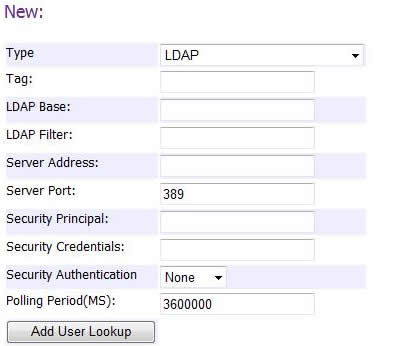 New:
Type LDAP
Tag:
LDAP Base:
LDAP Filter:
Server Address:
Server Port: 389
Security Principal:
Security Credentials:
Security Authentication None
Polling Period(MS): 3600000
Add User Lookup